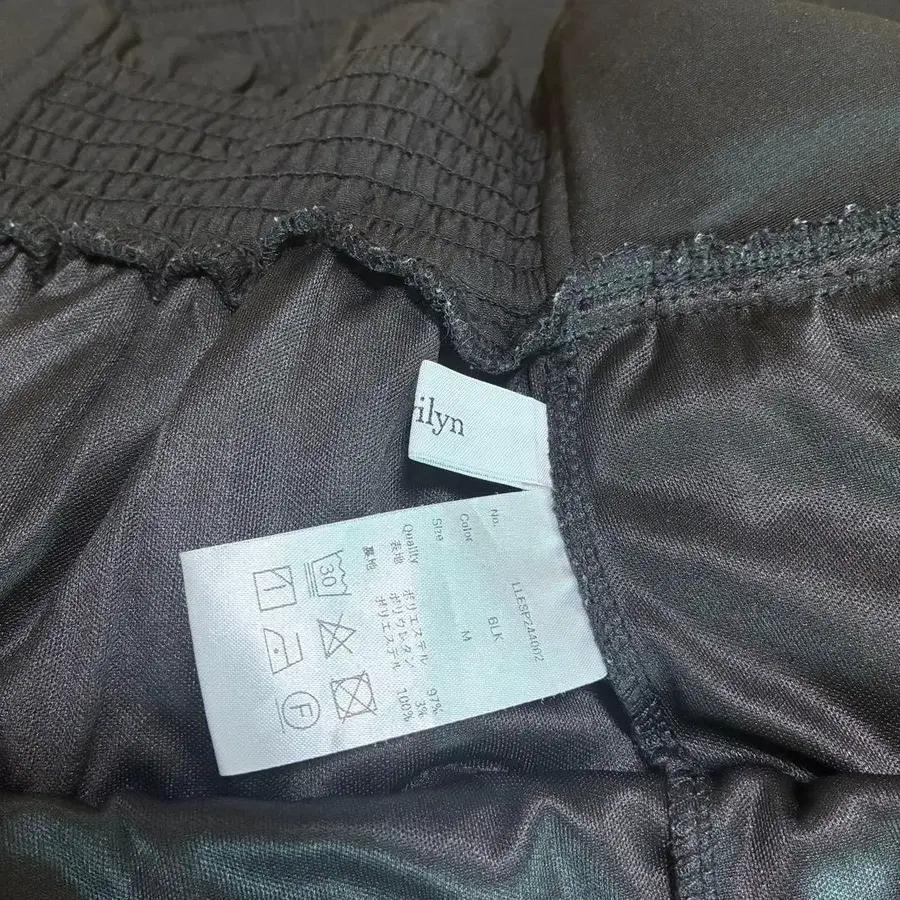 ilyn
No. LLESP244002
Color BLK
Size M
Quality
表地 ポリエステル 97%
ポリウレタン 3%
裏地 ポリエステル 100%
30
F